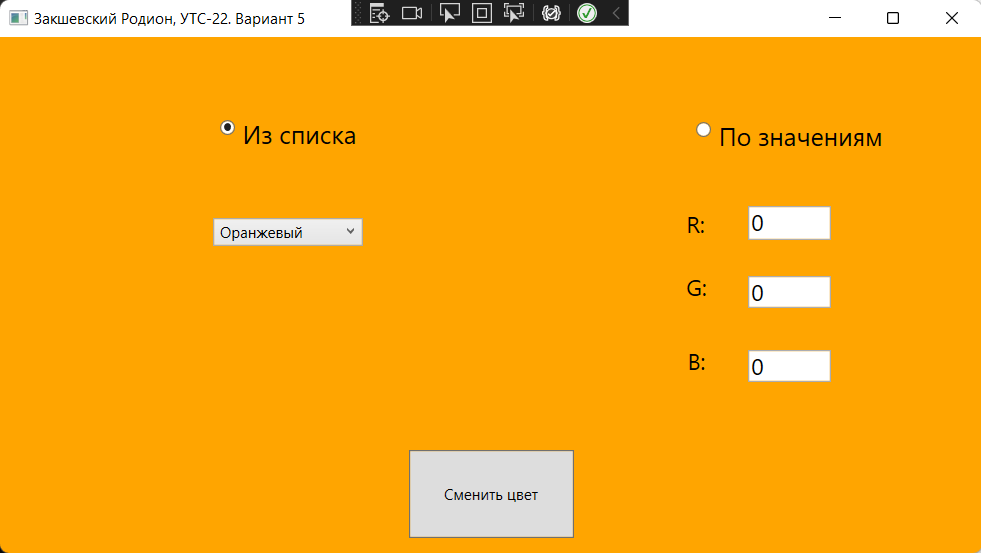 Закшевский Родион, УТС-22. Вариант 5
Из списка
По значениям
Оранжевый
R: 0
G: 0
B: 0
Сменить цвет